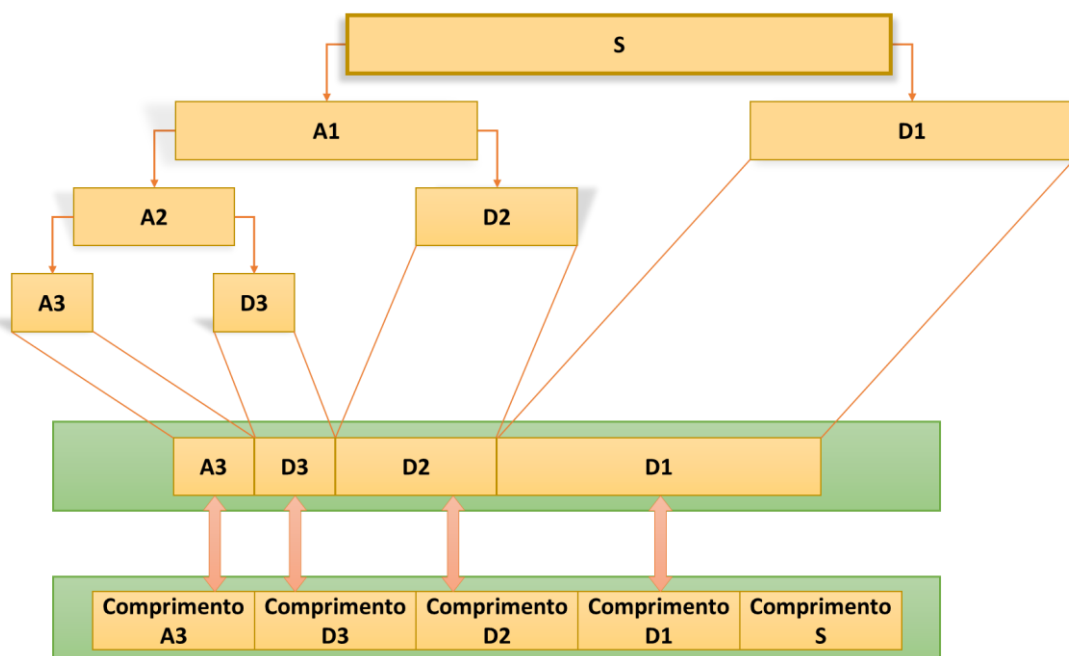 S
A1
D1
A2
D2
A3
D3
A3
D3
D2
D1
Comprimento
A3
Comprimento
D3
Comprimento
D2
Comprimento
D1
Comprimento
S